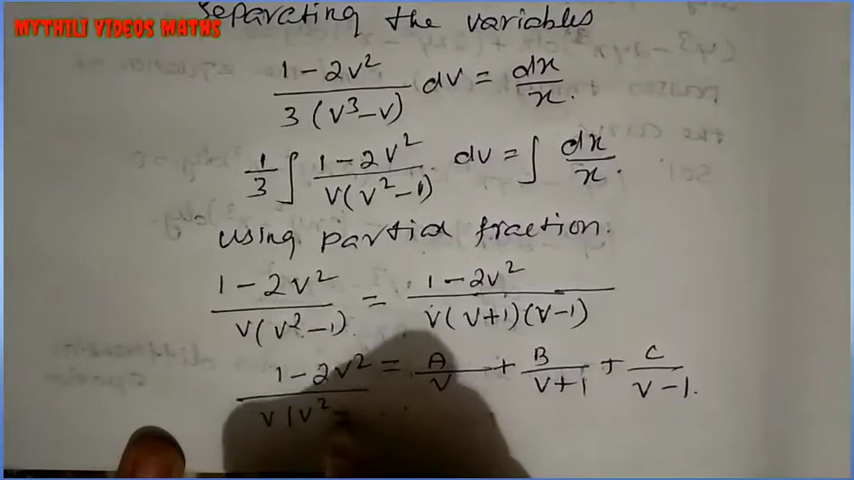 separating the variables
MYTHILI VIDEOS MATHS
1 - 2v² / 3(v³ - v) dv = dx / x.
1/3 ∫ 1 - 2v² / v(v² - 1) dv = ∫ dx / x.
using partial fraction.
1 - 2v² / v(v² - 1) = 1 - 2v² / v(v+1)(v-1)
1 - 2v² / v(v² - = A / v + B / v+1 + C / v-1.